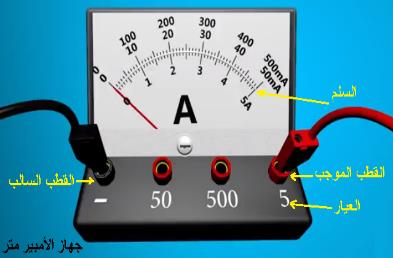 0 100 200 300 400 500mA
0 10 20 30 40 50mA
0 1 2 3 4 5A
A
السلم
القطب السالب
القطب الموجب
- 50 500 5
العيار
جهاز الأمبير متر